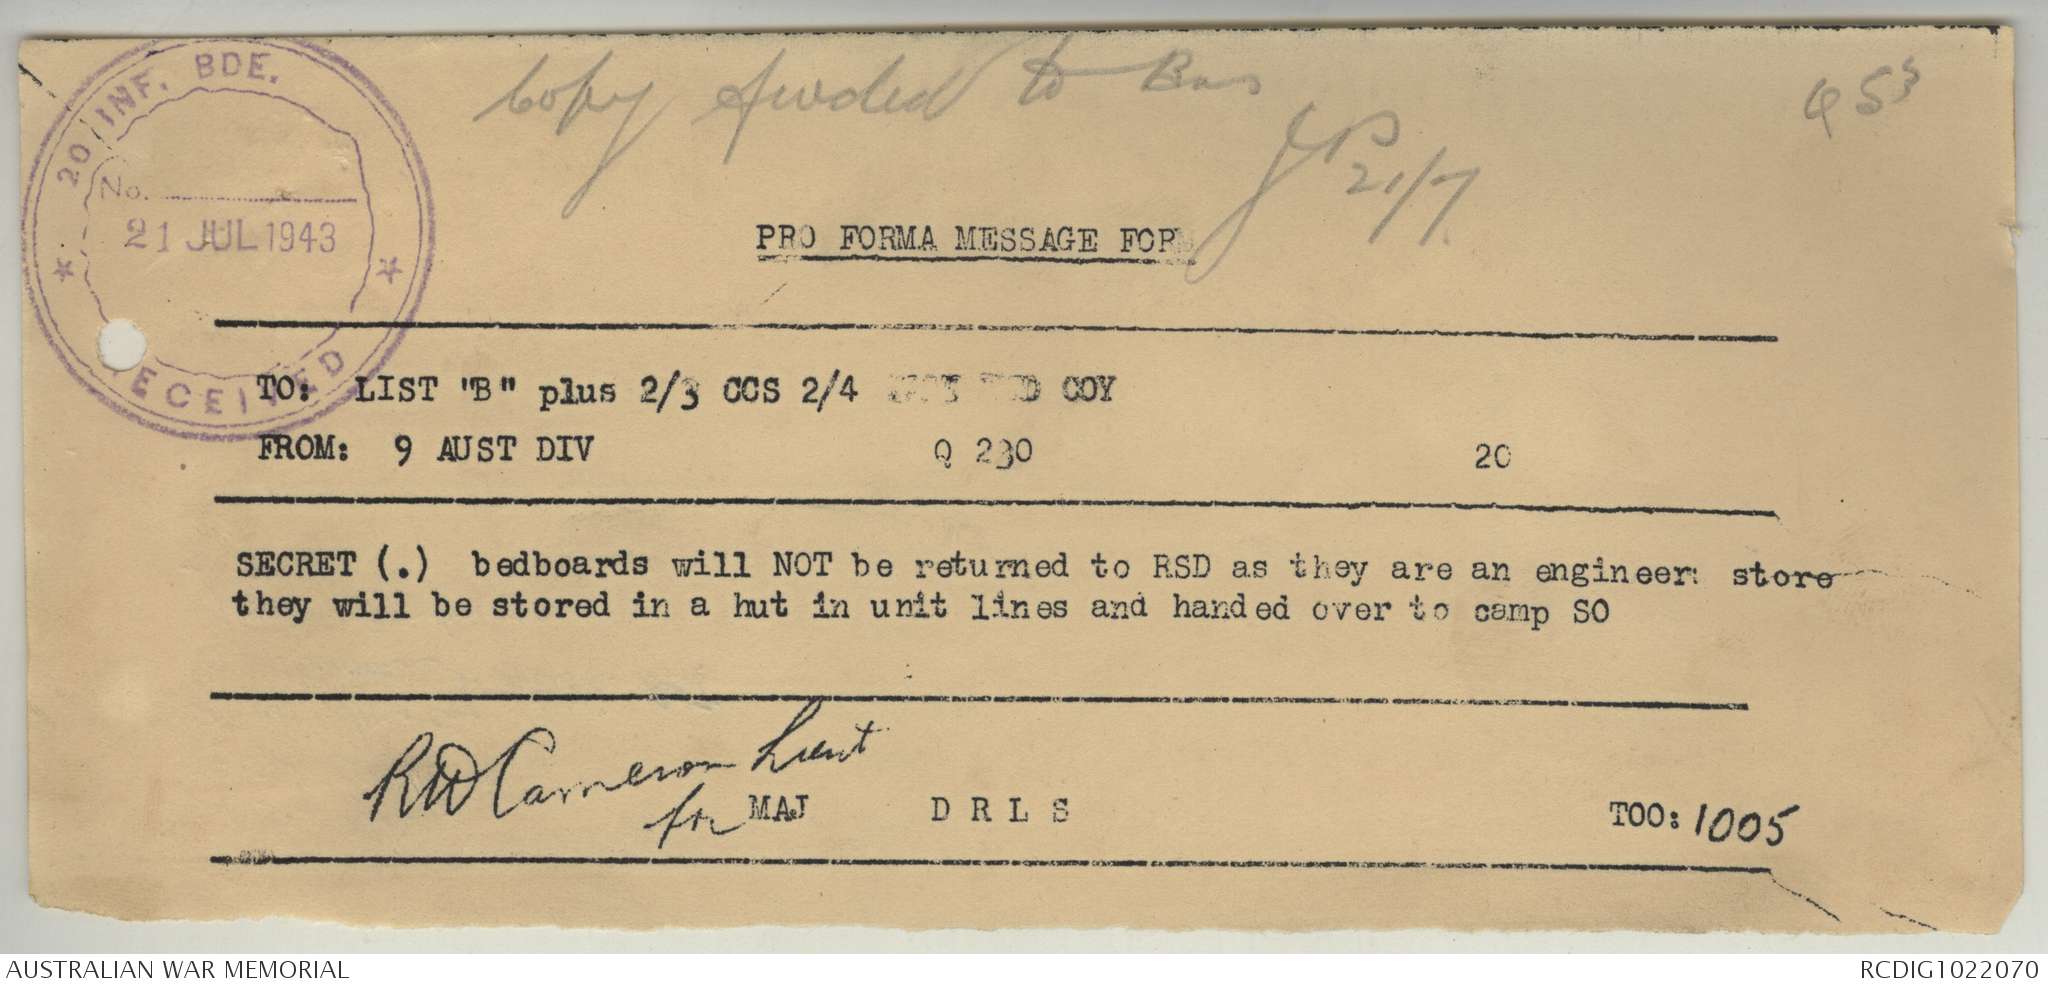 20 INF. BDE.
No.
21 JUL 1943
RECEIVED
Copy fwded to Bns
21/7
Q 53
PRO FORMA MESSAGE FORM
TO: LIST "B" plus 2/3 CCS 2/4 COY
FROM: 9 AUST DIV Q 230 20
SECRET (.) bedboards will NOT be returned to RSD as they are an engineer store
they will be stored in a hut in unit lines and handed over to camp SO
RWD Cameron Lieut
for MAJ D R L S TOO: 1005
AUSTRALIAN WAR MEMORIAL RCDIG1022070